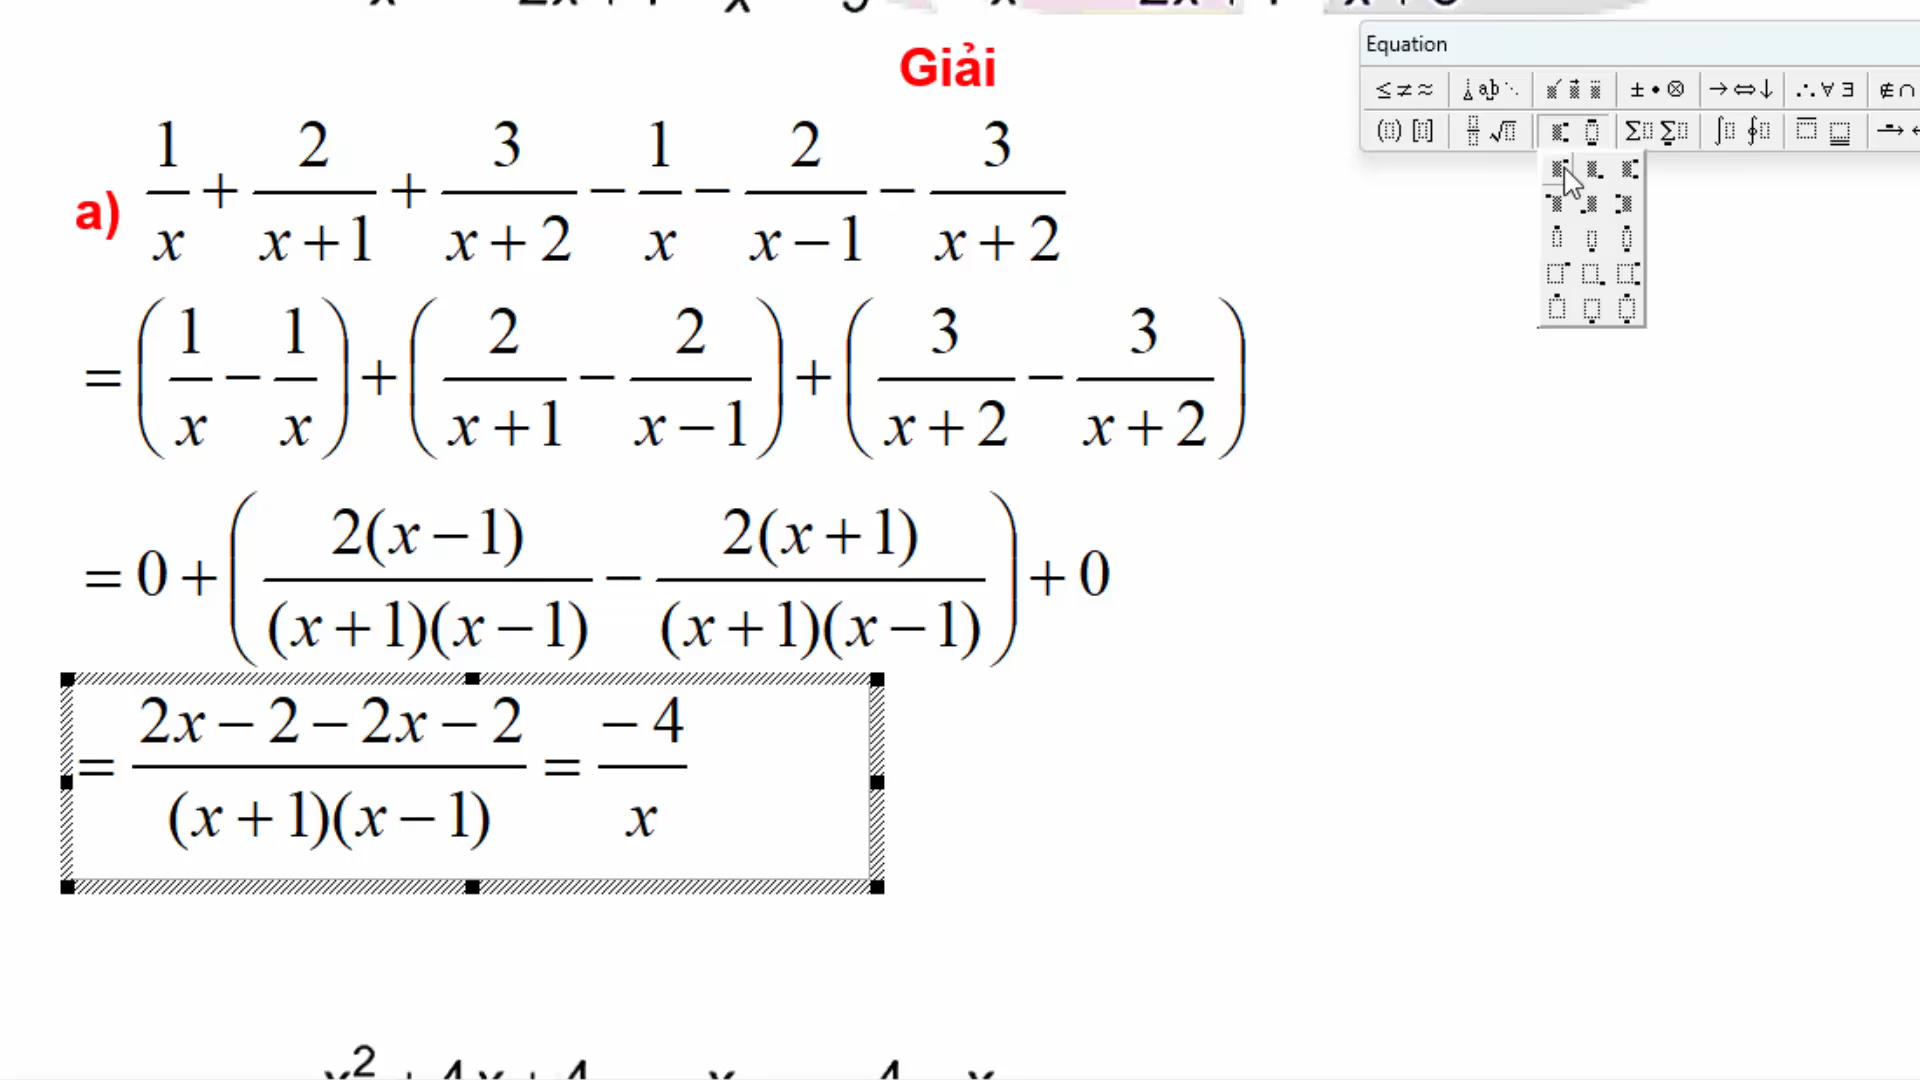 Giải
Equation
a) 1/x + 2/(x+1) + 3/(x+2) − 1/x − 2/(x−1) − 3/(x+2)
= (1/x − 1/x) + (2/(x+1) − 2/(x−1)) + (3/(x+2) − 3/(x+2))
= 0 + (2(x−1)/((x+1)(x−1)) − 2(x+1)/((x+1)(x−1))) + 0
= (2x−2−2x−2)/((x+1)(x−1)) = −4/x